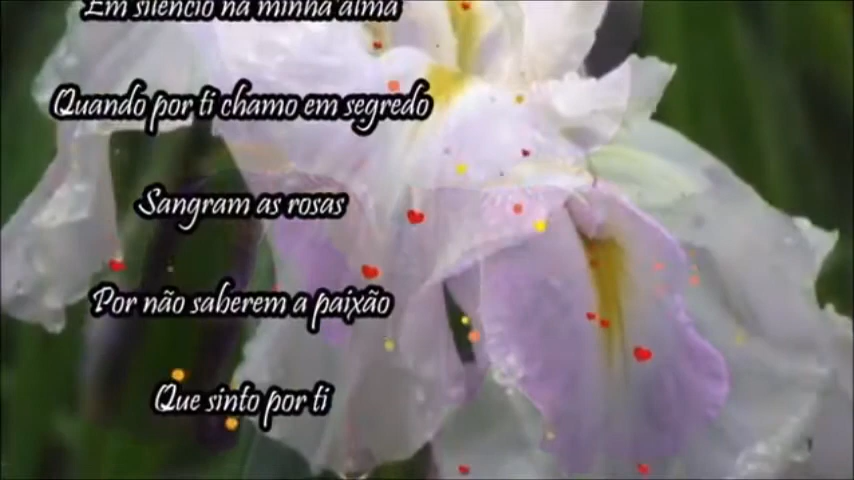 Em silêncio na minha alma
Quando por ti chamo em segredo
Sangram as rosas
Por não saberem a paixão
Que sinto por ti